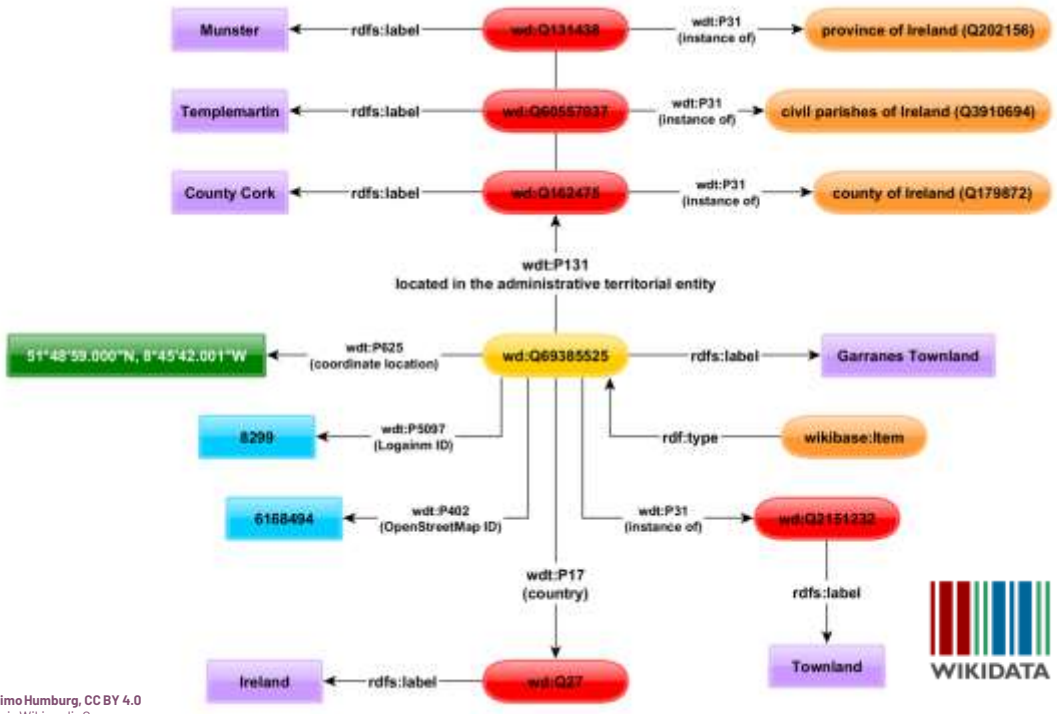 Munster
rdfs:label
wd:Q131438
wdt:P31
(instance of)
province of Ireland (Q202156)
Templemartin
rdfs:label
wd:Q60557037
wdt:P31
(instance of)
civil parishes of Ireland (Q3910694)
County Cork
rdfs:label
wd:Q162475
wdt:P31
(instance of)
county of Ireland (Q179872)
wdt:P131
located in the administrative territorial entity
51°48'59.000"N, 8°45'42.001"W
wdt:P625
(coordinate location)
wd:Q69385525
rdfs:label
Garranes Townland
8299
wdt:P5097
(Logainm ID)
rdf:type
wikibase:Item
6168494
wdt:P402
(OpenStreetMap ID)
wdt:P31
(instance of)
wd:Q2151232
wdt:P17
(country)
rdfs:label
Ireland
rdfs:label
wd:Q27
Townland
WIKIDATA
imo Humburg, CC BY 4.0